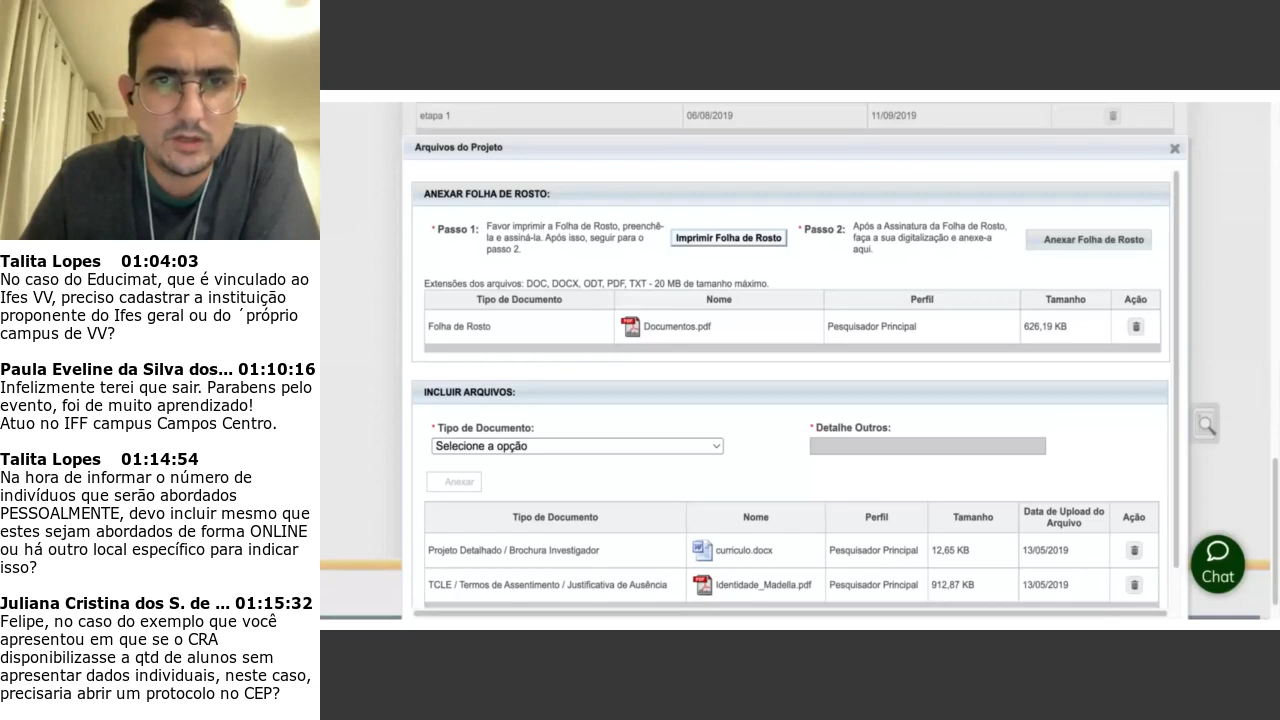 Talita Lopes 01:04:03
No caso do Educimat, que é vinculado ao
Ifes VV, preciso cadastrar a instituição
proponente do Ifes geral ou do ´próprio
campus de VV?
Paula Eveline da Silva dos... 01:10:16
Infelizmente terei que sair. Parabens pelo
evento, foi de muito aprendizado!
Atuo no IFF campus Campos Centro.
Talita Lopes 01:14:54
Na hora de informar o número de
indivíduos que serão abordados
PESSOALMENTE, devo incluir mesmo que
estes sejam abordados de forma ONLINE
ou há outro local específico para indicar
isso?
Juliana Cristina dos S. de ... 01:15:32
Felipe, no caso do exemplo que você
apresentou em que se o CRA
disponibilizasse a qtd de alunos sem
apresentar dados individuais, neste caso,
precisaria abrir um protocolo no CEP?
etapa 1 06/08/2019 11/09/2019
Arquivos do Projeto
ANEXAR FOLHA DE ROSTO:
* Passo 1: Favor imprimir a Folha de Rosto, preenchê-
la e assiná-la. Após isso, seguir para o
passo 2.
Imprimir Folha de Rosto
* Passo 2: Após a Assinatura da Folha de Rosto,
faça a sua digitalização e anexe-a
aqui.
Anexar Folha de Rosto
Extensões dos arquivos: DOC, DOCX, ODT, PDF, TXT - 20 MB de tamanho máximo.
Tipo de Documento Nome Perfil Tamanho Ação
Folha de Rosto Documentos.pdf Pesquisador Principal 626,19 KB
INCLUIR ARQUIVOS:
* Tipo de Documento: * Detalhe Outros:
Selecione a opção
Anexar
Tipo de Documento Nome Perfil Tamanho Data de Upload do Arquivo Ação
Projeto Detalhado / Brochura Investigador curriculo.docx Pesquisador Principal 12,65 KB 13/05/2019
TCLE / Termos de Assentimento / Justificativa de Ausência Identidade_Madella.pdf Pesquisador Principal 912,87 KB 13/05/2019
Chat